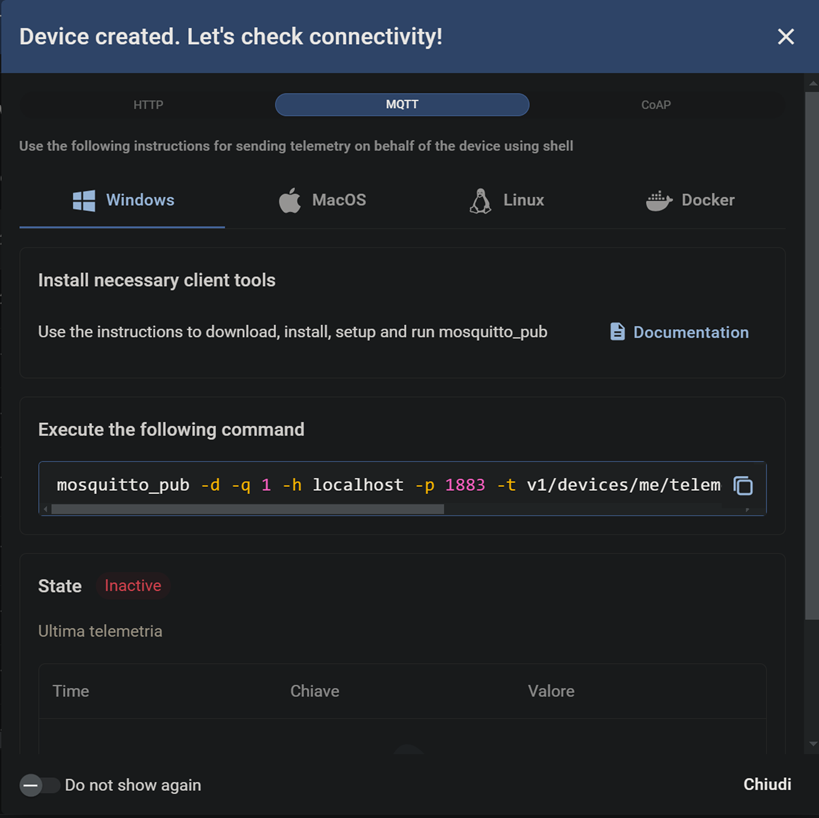 Device created. Let's check connectivity!
HTTP MQTT CoAP
Use the following instructions for sending telemetry on behalf of the device using shell
Windows MacOS Linux Docker
Install necessary client tools
Use the instructions to download, install, setup and run mosquitto_pub Documentation
Execute the following command
mosquitto_pub -d -q 1 -h localhost -p 1883 -t v1/devices/me/telem
State Inactive
Ultima telemetria
Time Chiave Valore
Do not show again Chiudi